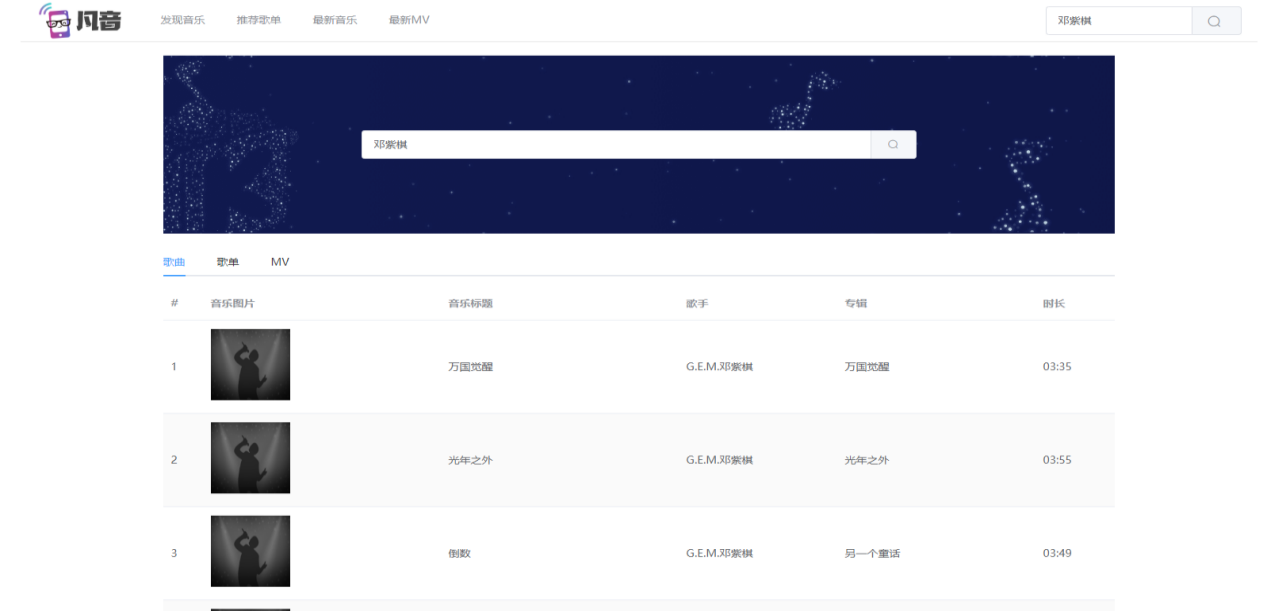 凡音 发现音乐 推荐歌单 最新音乐 最新MV 邓紫棋
邓紫棋
歌曲 歌单 MV
# 音乐图片 音乐标题 歌手 专辑 时长
1 万国觉醒 G.E.M.邓紫棋 万国觉醒 03:35
2 光年之外 G.E.M.邓紫棋 光年之外 03:55
3 倒数 G.E.M.邓紫棋 另一个童话 03:49